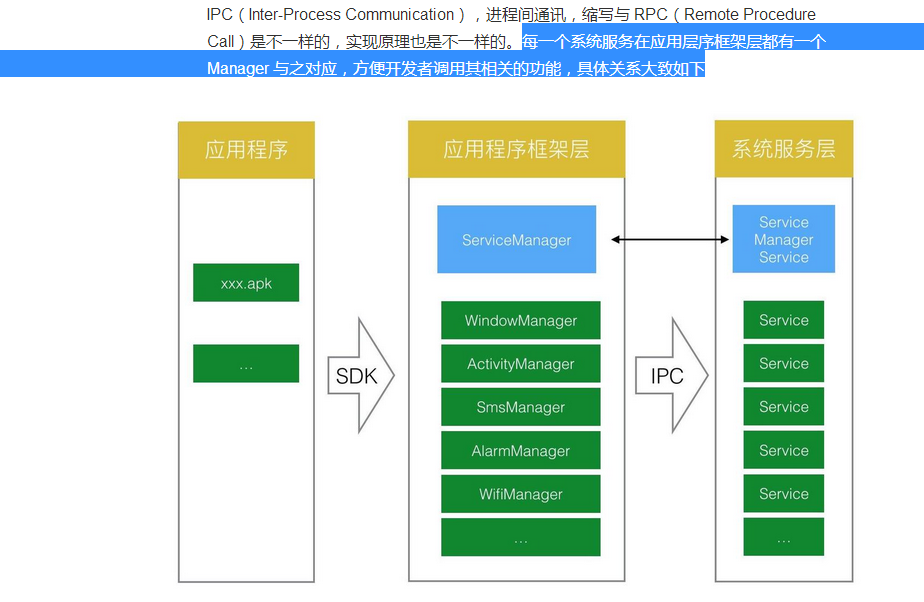 IPC（Inter-Process Communication），进程间通讯，缩写与 RPC（Remote Procedure
Call）是不一样的，实现原理也是不一样的。每一个系统服务在应用层序框架层都有一个
Manager 与之对应，方便开发者调用其相关的功能，具体关系大致如下
应用程序
xxx.apk
...
SDK
应用程序框架层
ServiceManager
WindowManager
ActivityManager
SmsManager
AlarmManager
WifiManager
...
IPC
系统服务层
Service
Manager
Service
Service
Service
Service
Service
Service
...